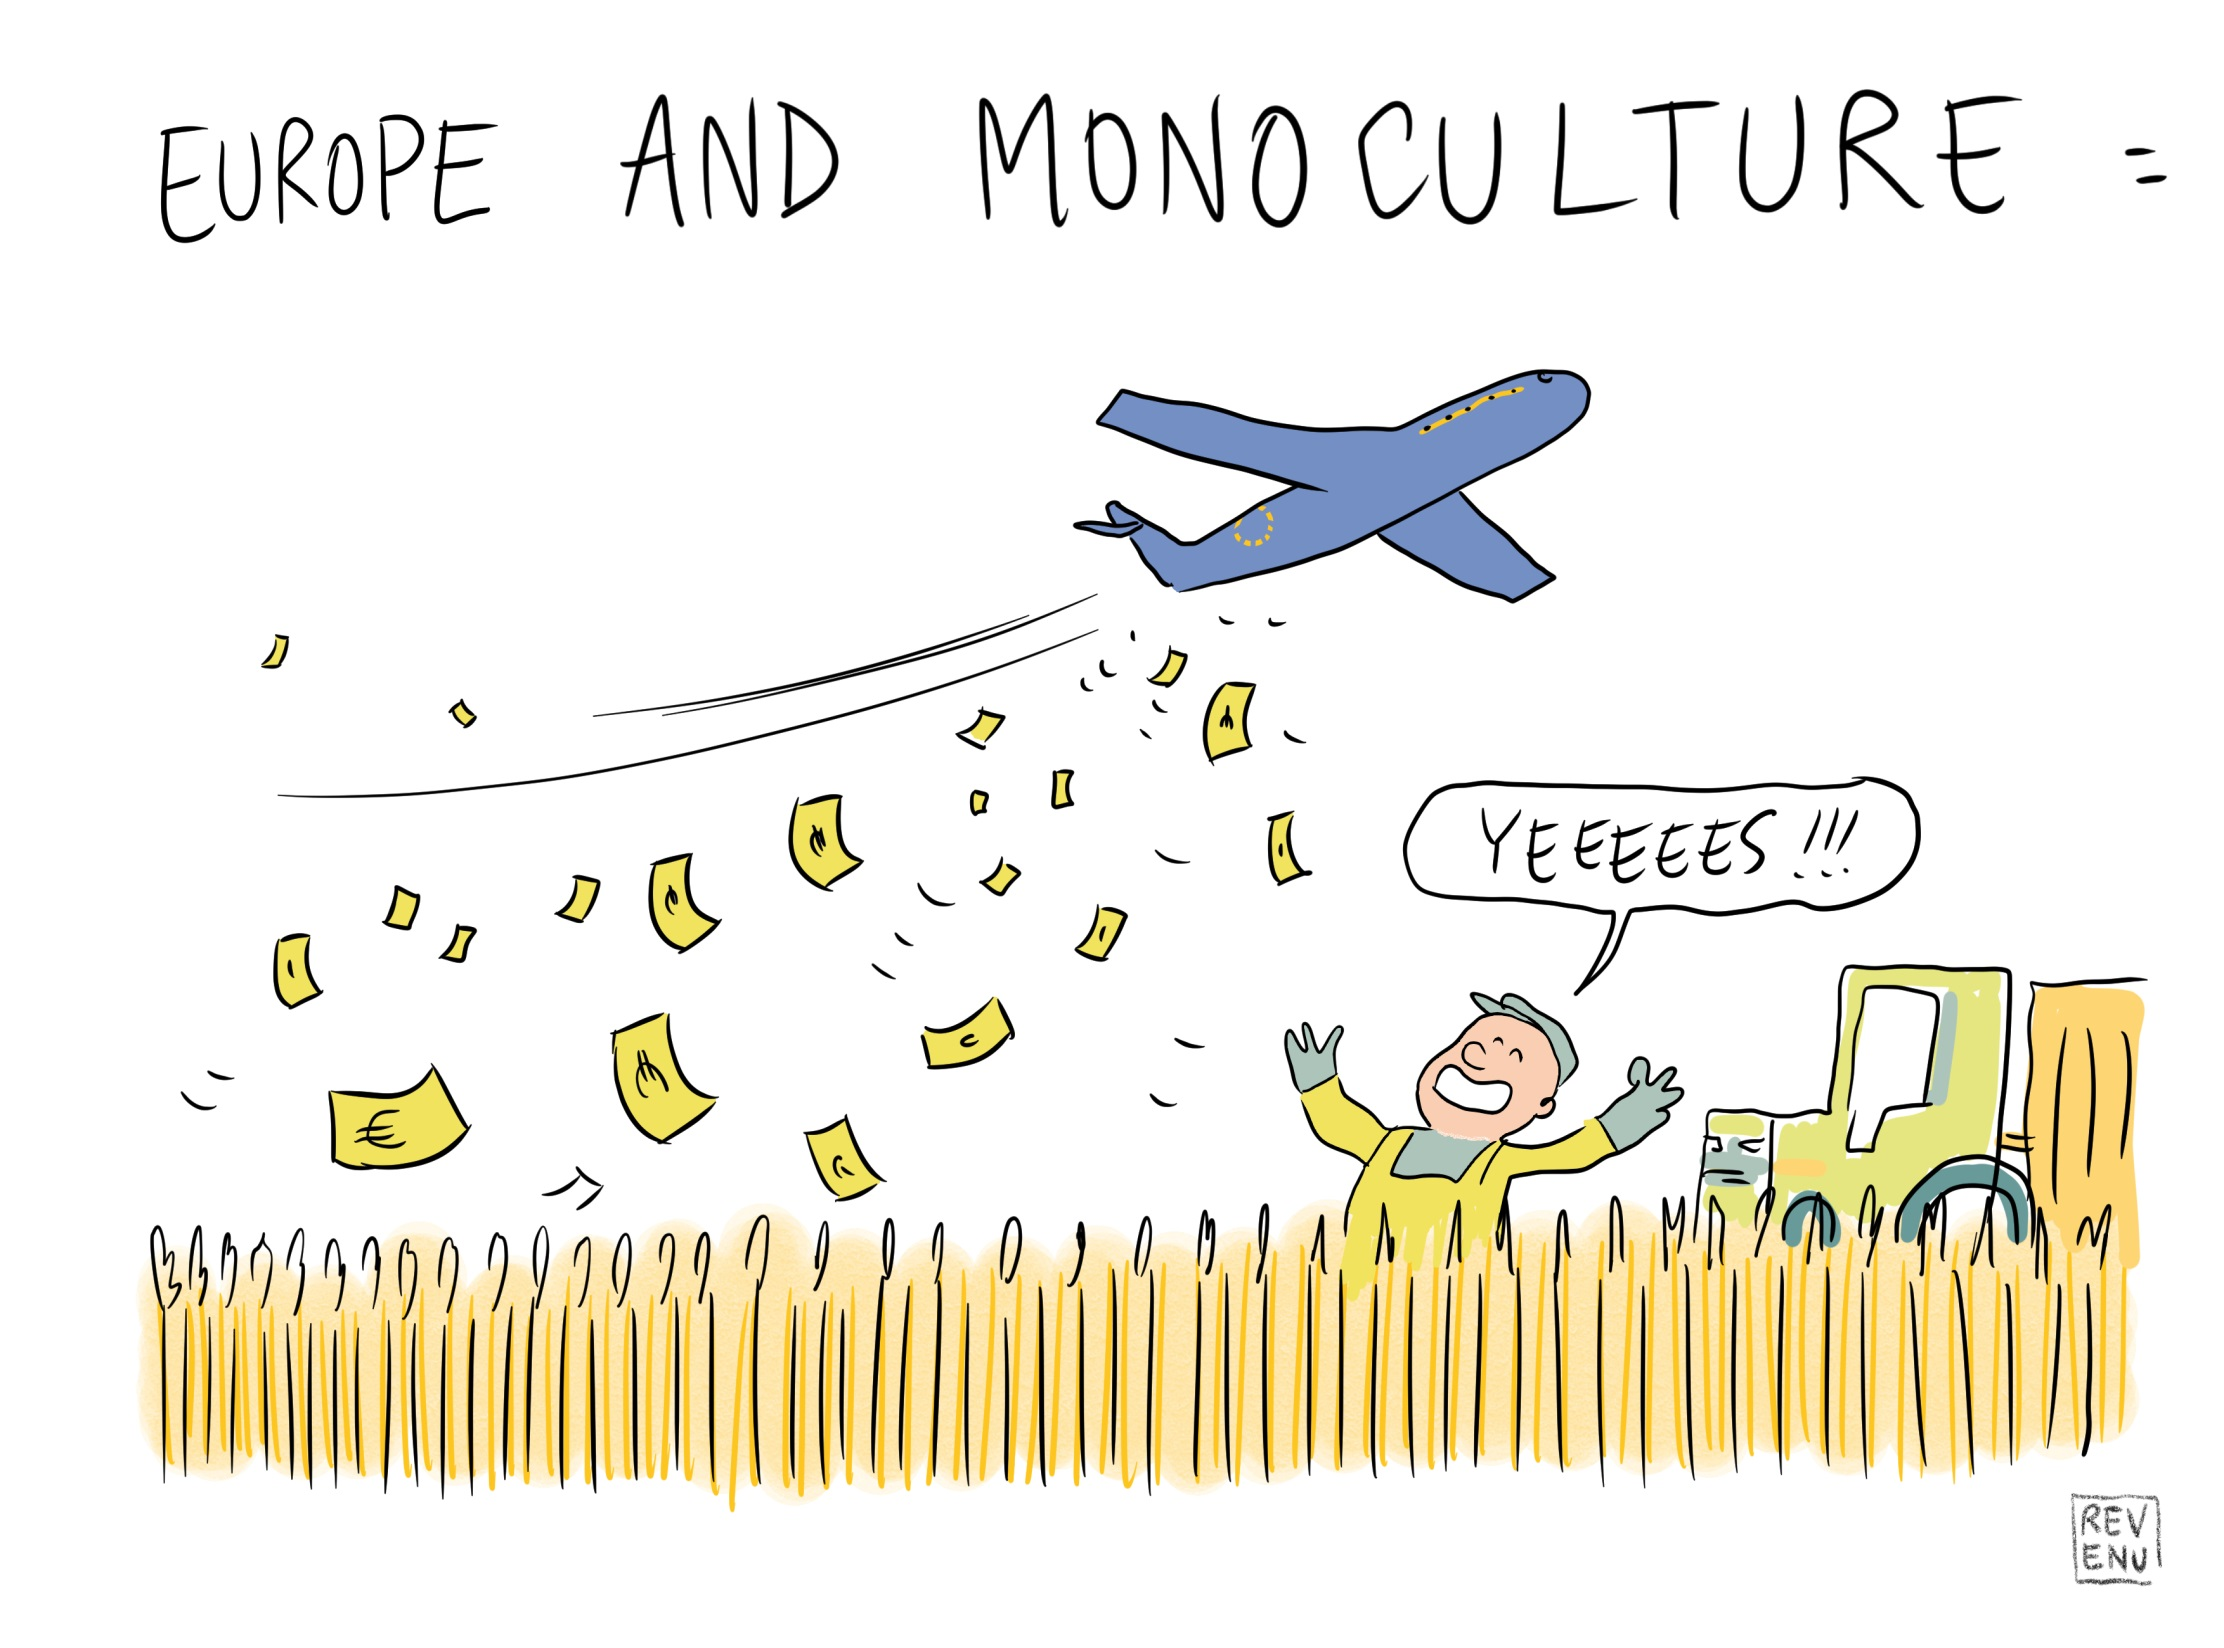 EUROPE AND MONOCULTURE =
YEEEEES !!!
€
REV
ENU